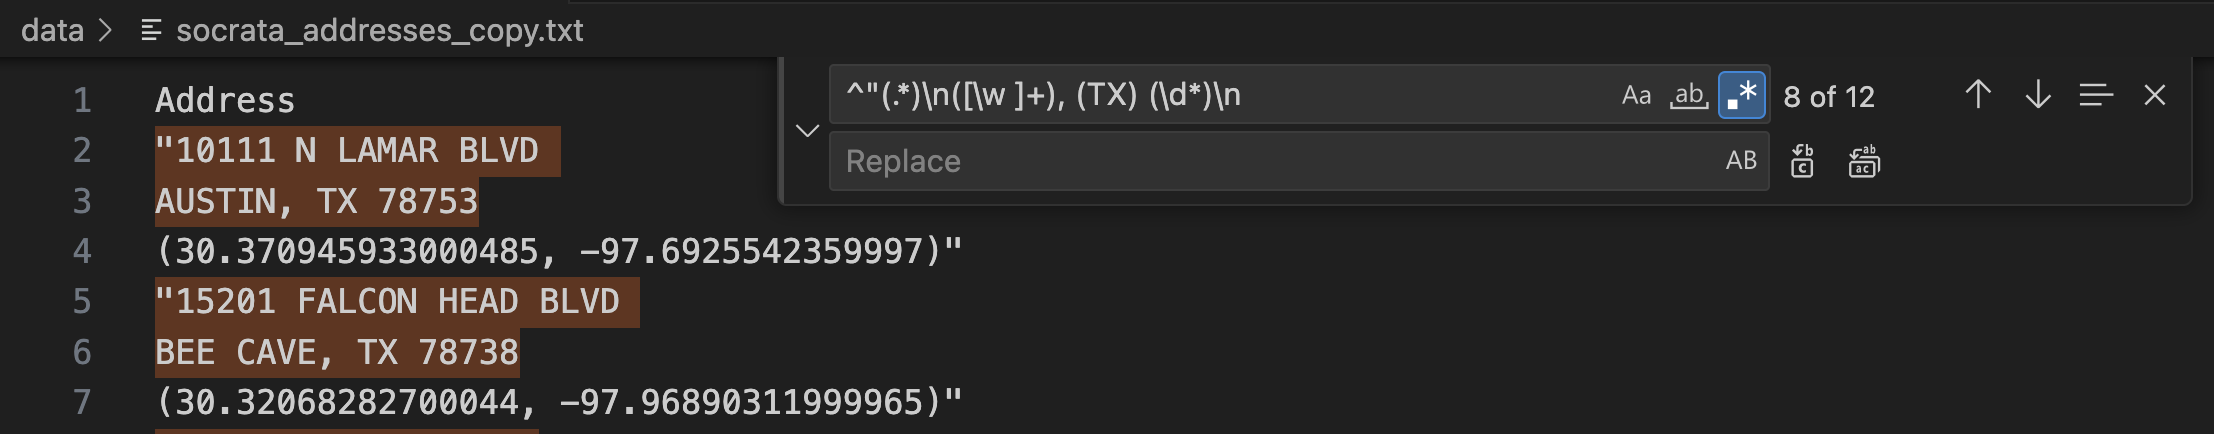 data > socrata_addresses_copy.txt
^"(.*)\n([\w ]+), (TX) (\d*)\n Aa ab .* 8 of 12
Replace AB
1 Address
2 "10111 N LAMAR BLVD
3 AUSTIN, TX 78753
4 (30.370945933000485, -97.6925542359997)"
5 "15201 FALCON HEAD BLVD
6 BEE CAVE, TX 78738
7 (30.32068282700044, -97.96890311999965)"